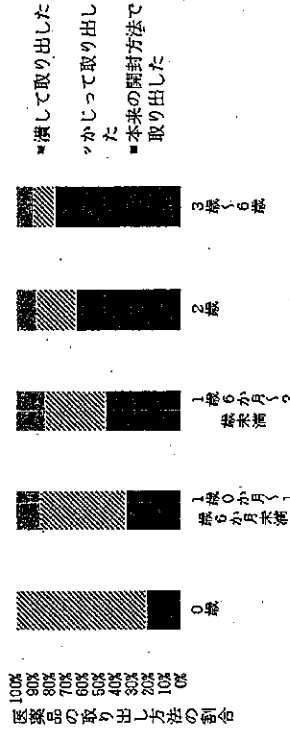 医薬品の取り出し方法の割合
100%
90%
80%
70%
60%
50%
40%
30%
20%
10%
0%
0歳
1歳0か月～1
歳6か月未満
1歳6か月～2
歳未満
2歳
3歳～6歳
潰して取り出した
かじって取り出し
た
本来の開封方法で
取り出した